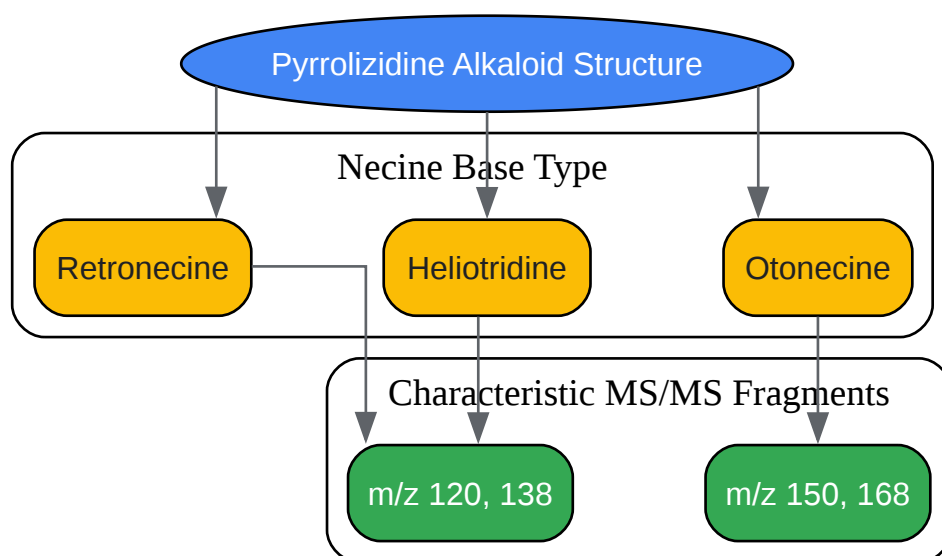 Pyrrolizidine Alkaloid Structure
Necine Base Type
Retronecine
Heliotridine
Otonecine
Characteristic MS/MS Fragments
m/z 120, 138
m/z 150, 168